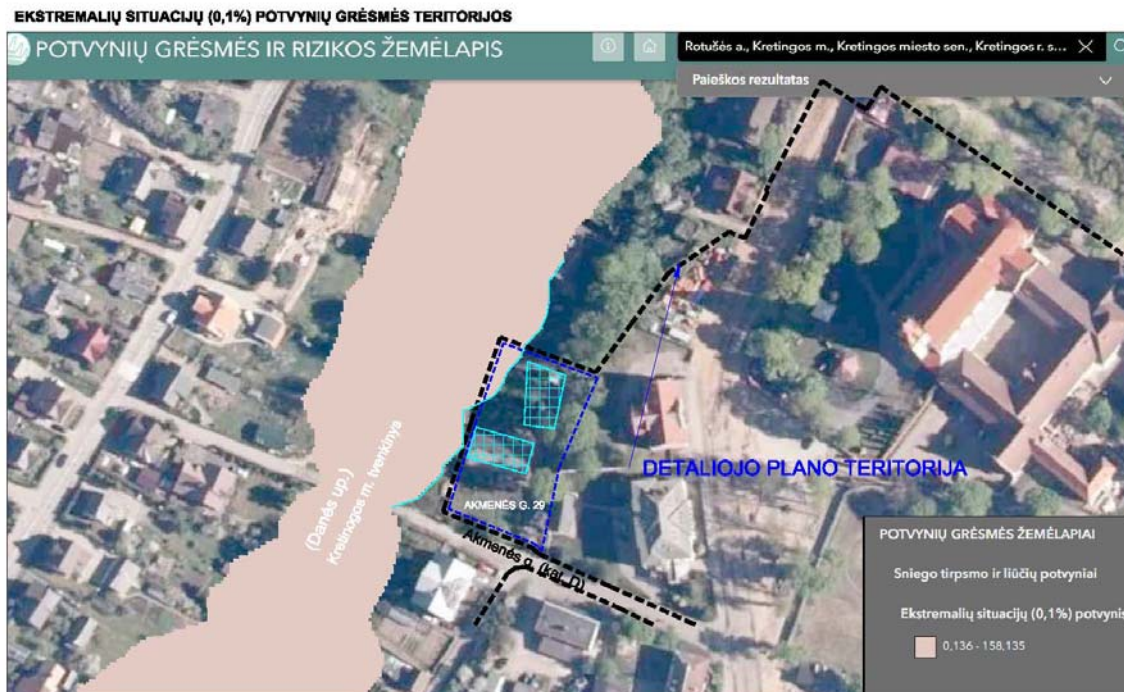 EKSTREMALIŲ SITUACIJŲ (0,1%) POTVYNIŲ GRĖSMĖS TERITORIJOS
POTVYNIŲ GRĖSMĖS IR RIZIKOS ŽEMĖLAPIS
Rotušės a., Kretingos m., Kretingos miesto sen., Kretingos r. s...
Paieškos rezultatas
(Danės up.)
Kretinogos m. tvenkinys
DETALIOJO PLANO TERITORIJA
AKMENĖS G. 29
Akmenės g. (kat. D)
POTVYNIŲ GRĖSMĖS ŽEMĖLAPIAI
Sniego tirpsmo ir liūčių potvyniai
Ekstremalių situacijų (0,1%) potvynis
0,136 - 158,135